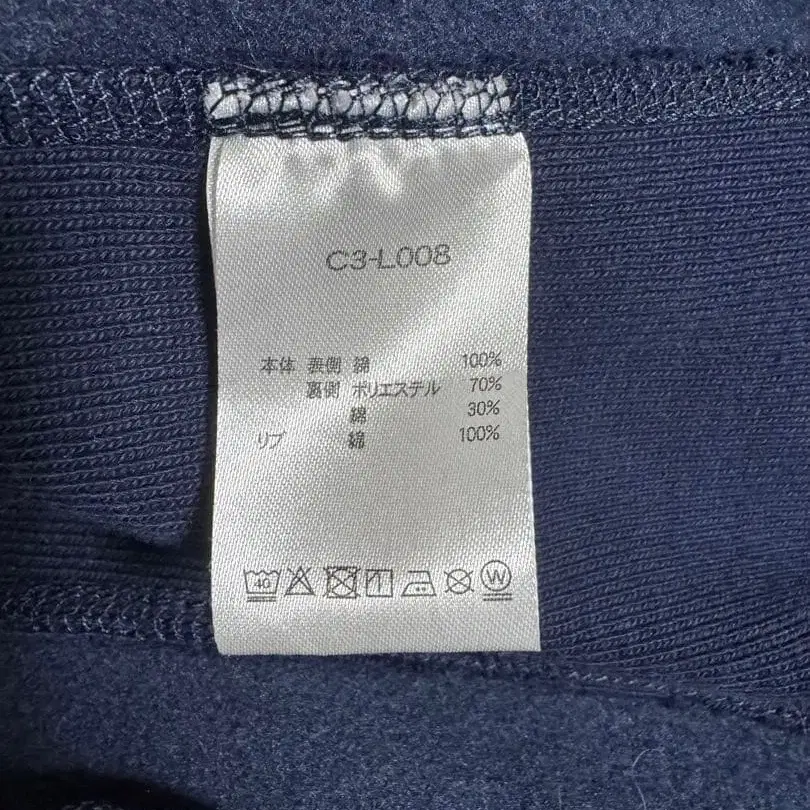 C3-L008
本体 表側 綿 100%
裏側 ポリエステル 70%
綿 30%
リブ 綿 100%
40 W